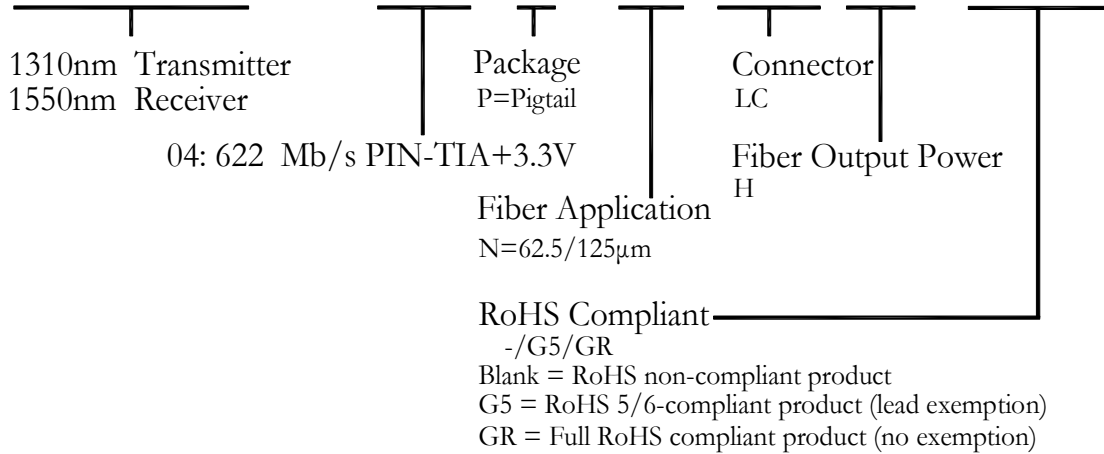 1310nm Transmitter
1550nm Receiver
Package
P=Pigtail
Connector
LC
04: 622 Mb/s PIN-TIA+3.3V
Fiber Output Power
H
Fiber Application
N=62.5/125μm
RoHS Compliant
-/G5/GR
Blank = RoHS non-compliant product
G5 = RoHS 5/6-compliant product (lead exemption)
GR = Full RoHS compliant product (no exemption)